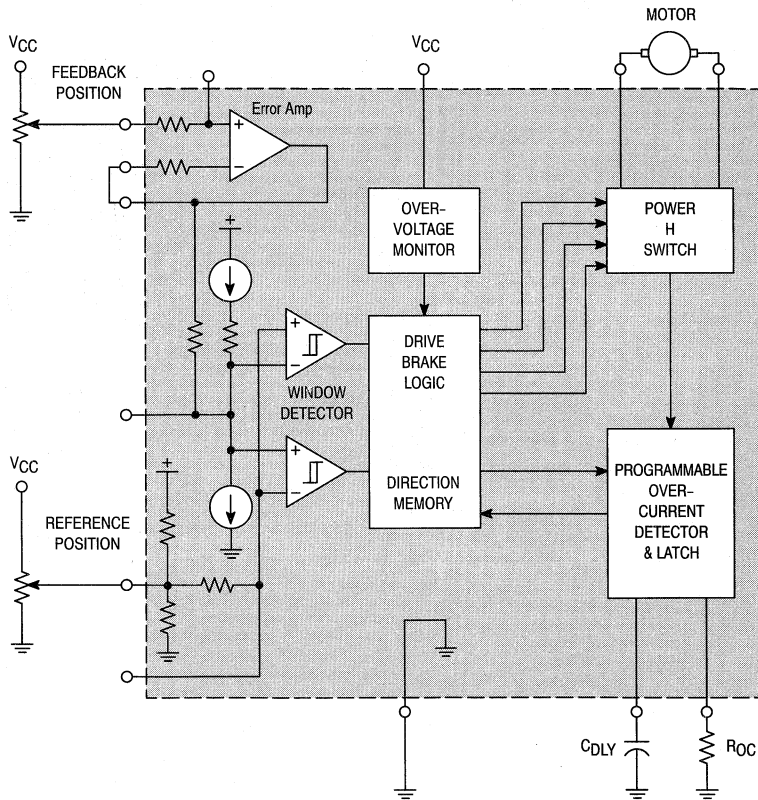 MOTOR
VCC
FEEDBACK
POSITION
VCC
Error Amp
+
−
+
OVER-
VOLTAGE
MONITOR
POWER
H
SWITCH
+
−
DRIVE
BRAKE
LOGIC
WINDOW
DETECTOR
+
−
DIRECTION
MEMORY
PROGRAMMABLE
OVER-
CURRENT
DETECTOR
& LATCH
VCC
+
REFERENCE
POSITION
CDLY
ROC